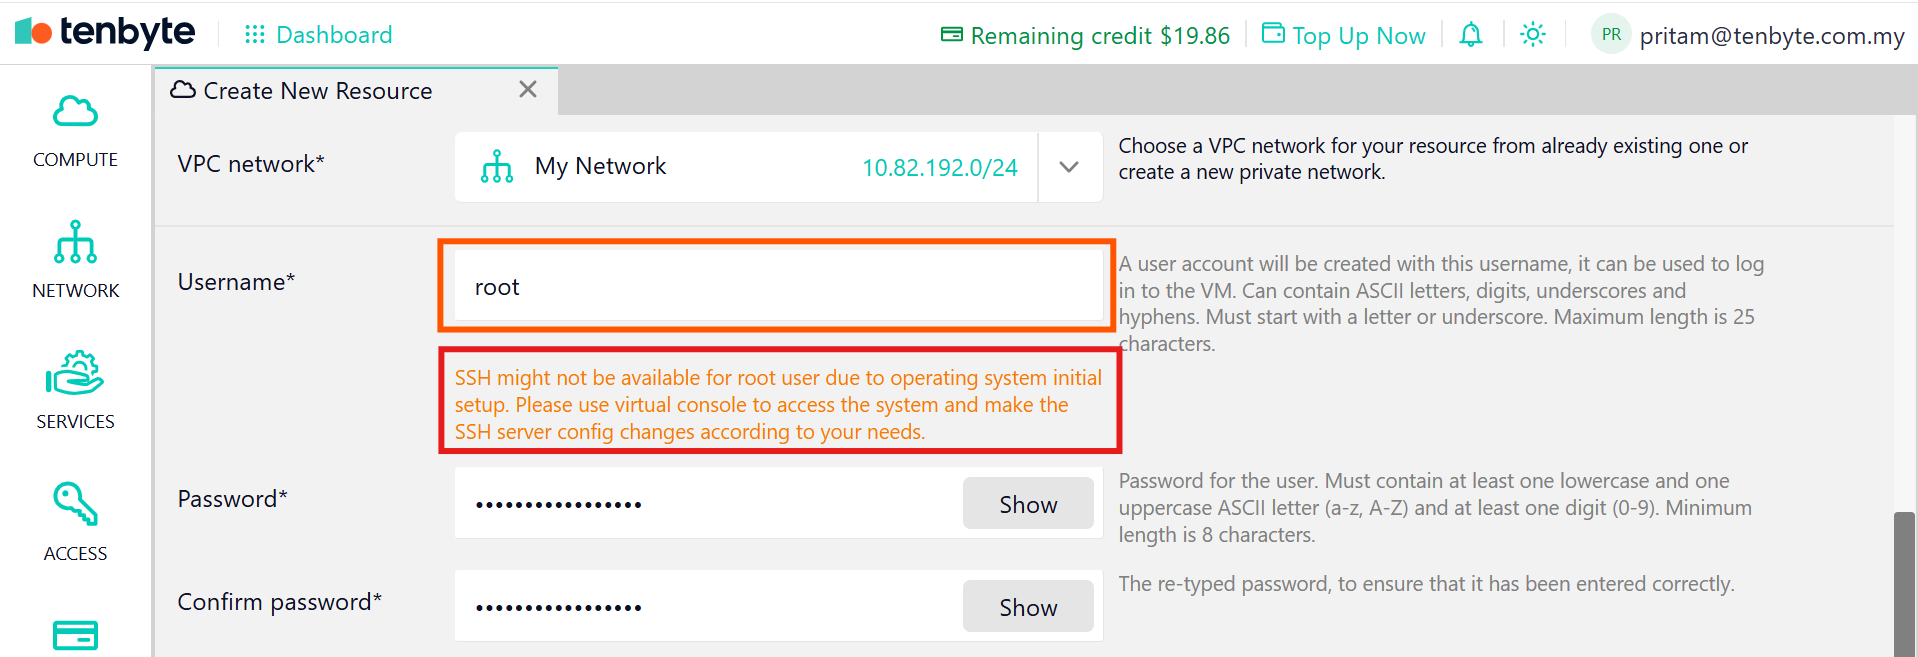 tenbyte
Dashboard
Remaining credit $19.86
Top Up Now
PR
pritam@tenbyte.com.my
COMPUTE
NETWORK
SERVICES
ACCESS
Create New Resource
VPC network*
My Network
10.82.192.0/24
Choose a VPC network for your resource from already existing one or
create a new private network.
Username*
root
A user account will be created with this username, it can be used to log
in to the VM. Can contain ASCII letters, digits, underscores and
hyphens. Must start with a letter or underscore. Maximum length is 25
characters.
SSH might not be available for root user due to operating system initial
setup. Please use virtual console to access the system and make the
SSH server config changes according to your needs.
Password*
•••••••••••••••••
Show
Password for the user. Must contain at least one lowercase and one
uppercase ASCII letter (a-z, A-Z) and at least one digit (0-9). Minimum
length is 8 characters.
Confirm password*
•••••••••••••••••
Show
The re-typed password, to ensure that it has been entered correctly.